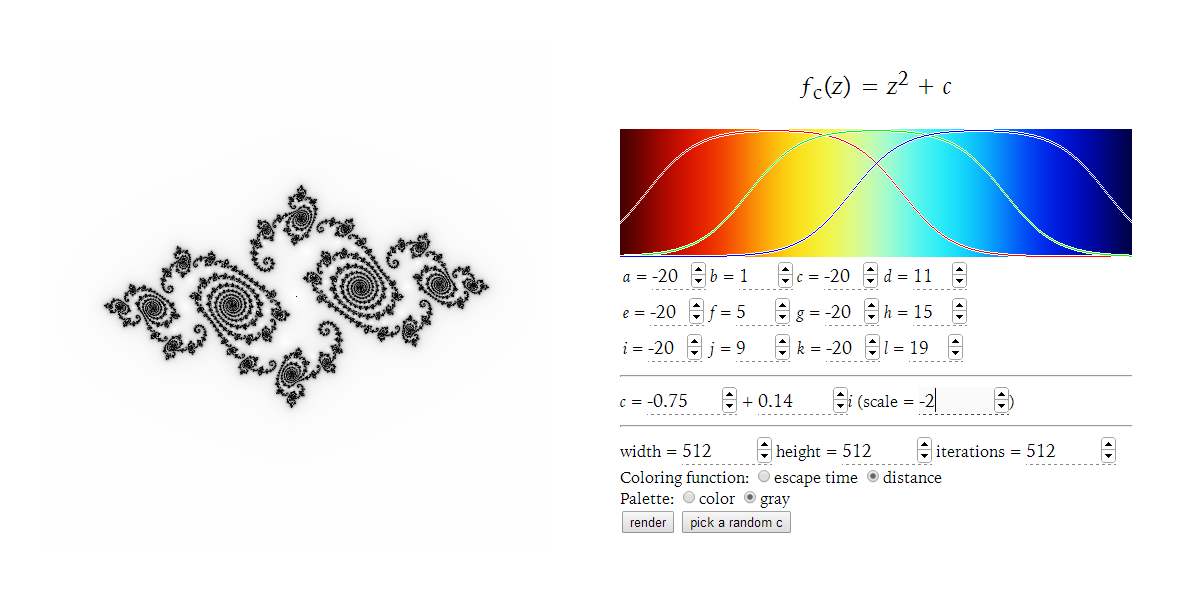 f_c(z) = z² + c
a = -20 b = 1 c = -20 d = 11
e = -20 f = 5 g = -20 h = 15
i = -20 j = 9 k = -20 l = 19
c = -0.75 + 0.14 i (scale = -2 )
width = 512 height = 512 iterations = 512
Coloring function: escape time distance
Palette: color gray
render pick a random c